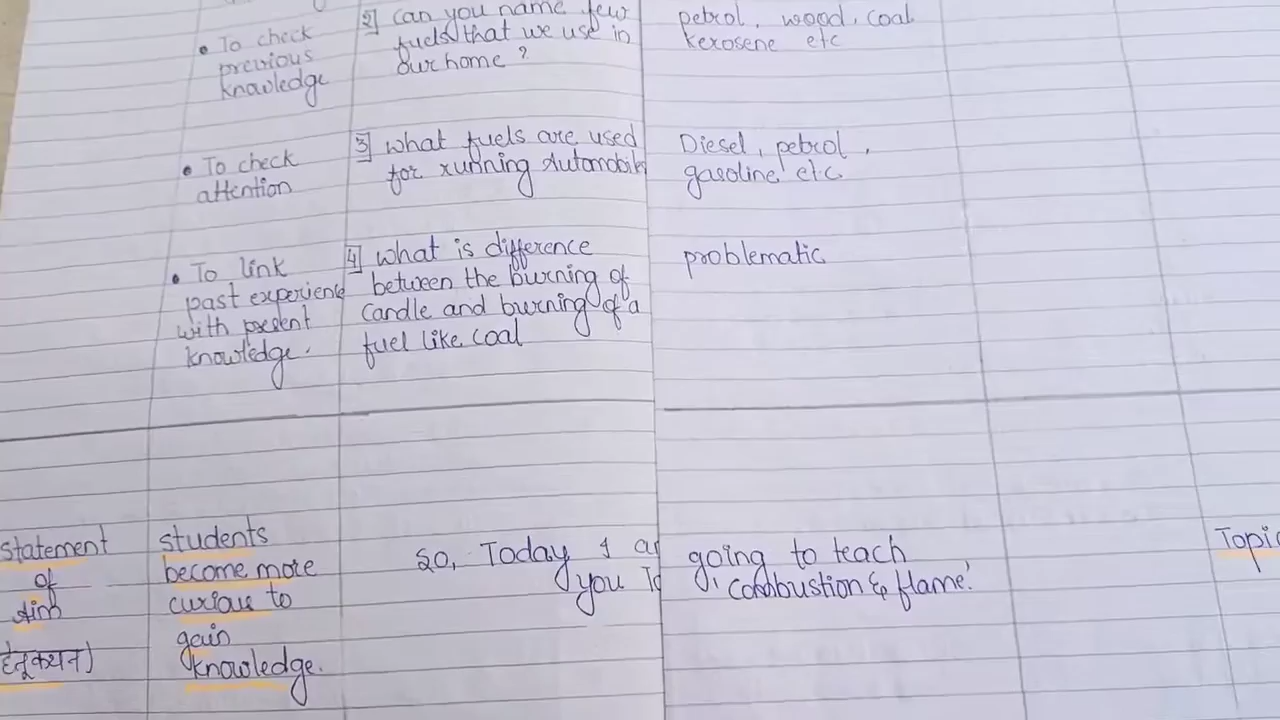 • To check
previous
knowledge
2] can you name few
fuels that we use in
our home ?
petrol, wood, coal
kerosene etc
• To check
attention
3] what fuels are used
for running Automobile
Diesel, petrol,
gasoline etc.
• To link
past experience
with present
knowledge.
4] what is difference
between the burning of
candle and burning of a
fuel like coal
problematic
statement
of
aim
हेतूकथन)
students
become more
curious to
gain
knowledge.
so, Today I am going to teach
you 'combustion & flame'.
Topic